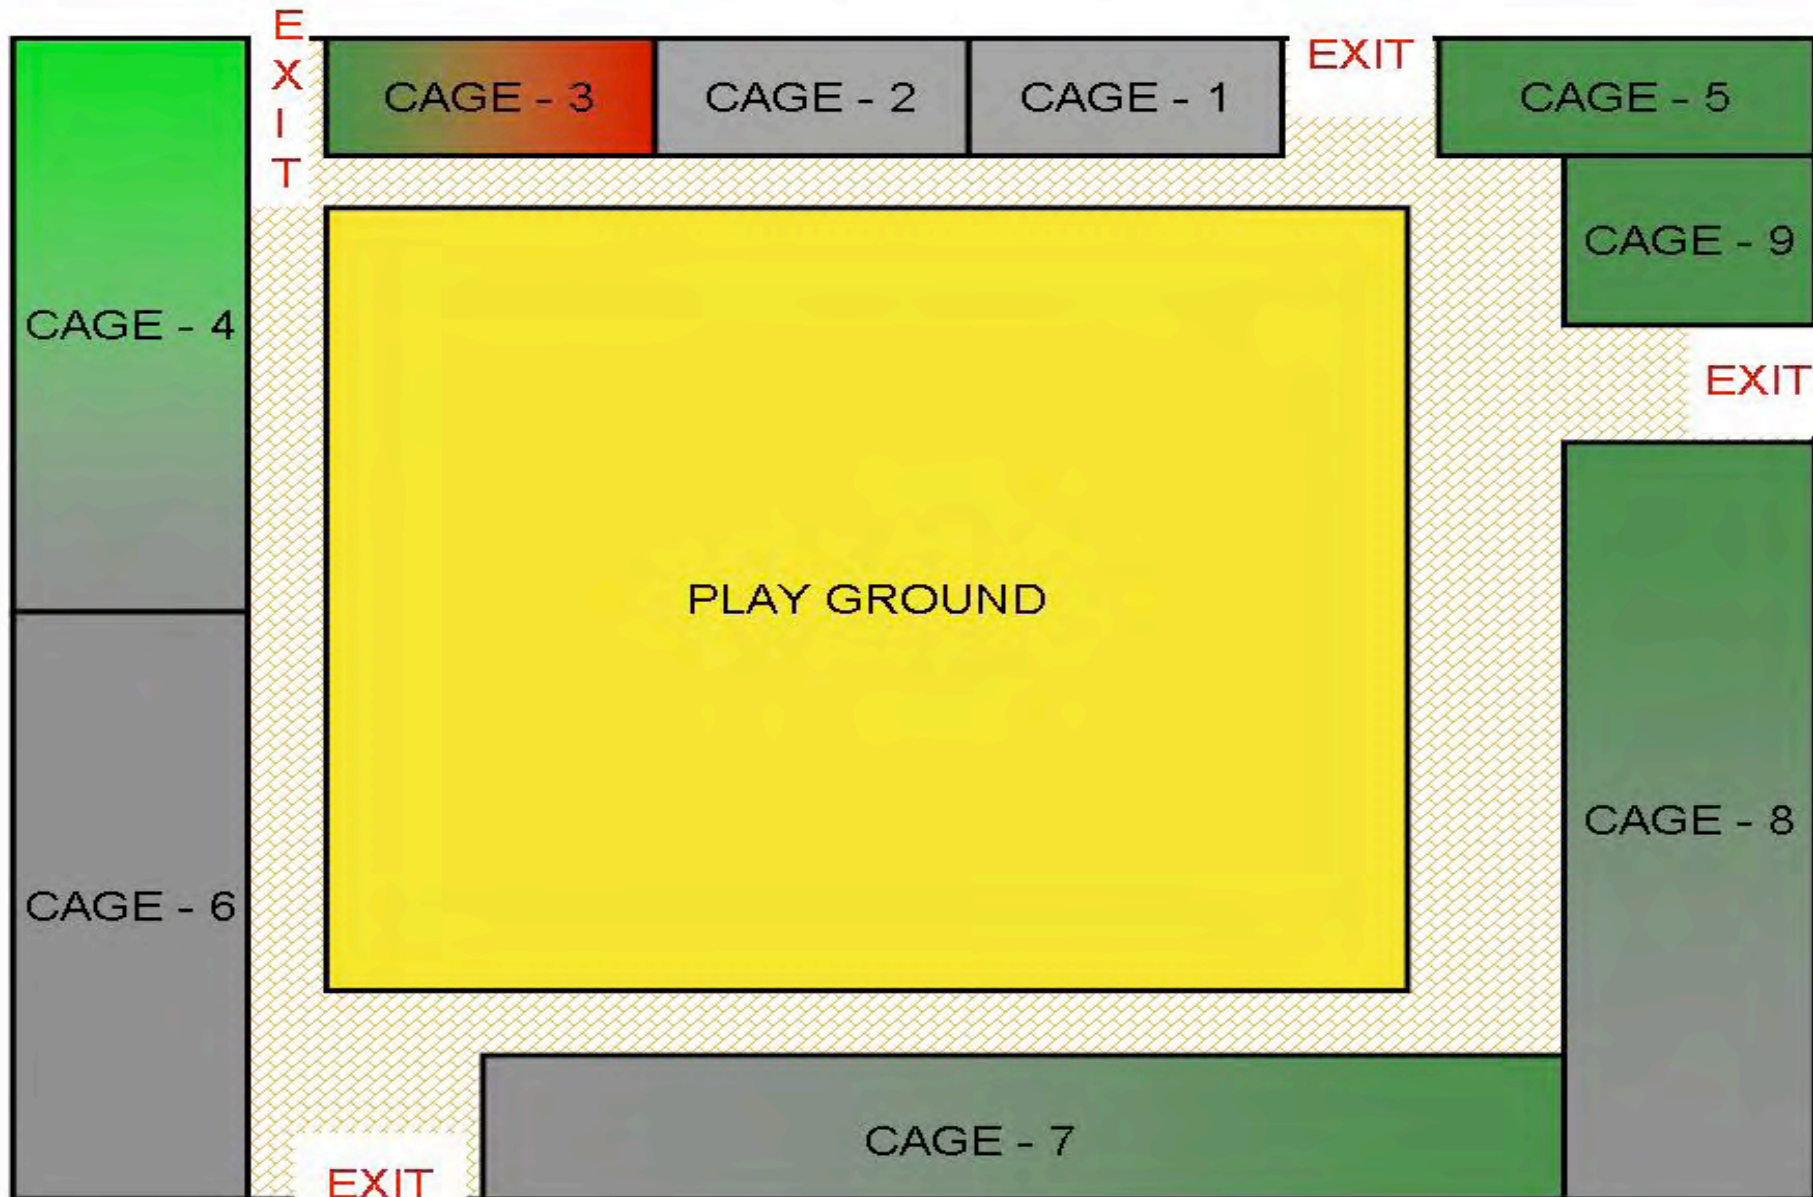 E
X
I
T
EXIT
CAGE - 3
CAGE - 2
CAGE - 1
CAGE - 5
CAGE - 9
CAGE - 4
EXIT
PLAY GROUND
CAGE - 8
CAGE - 6
CAGE - 7
EXIT